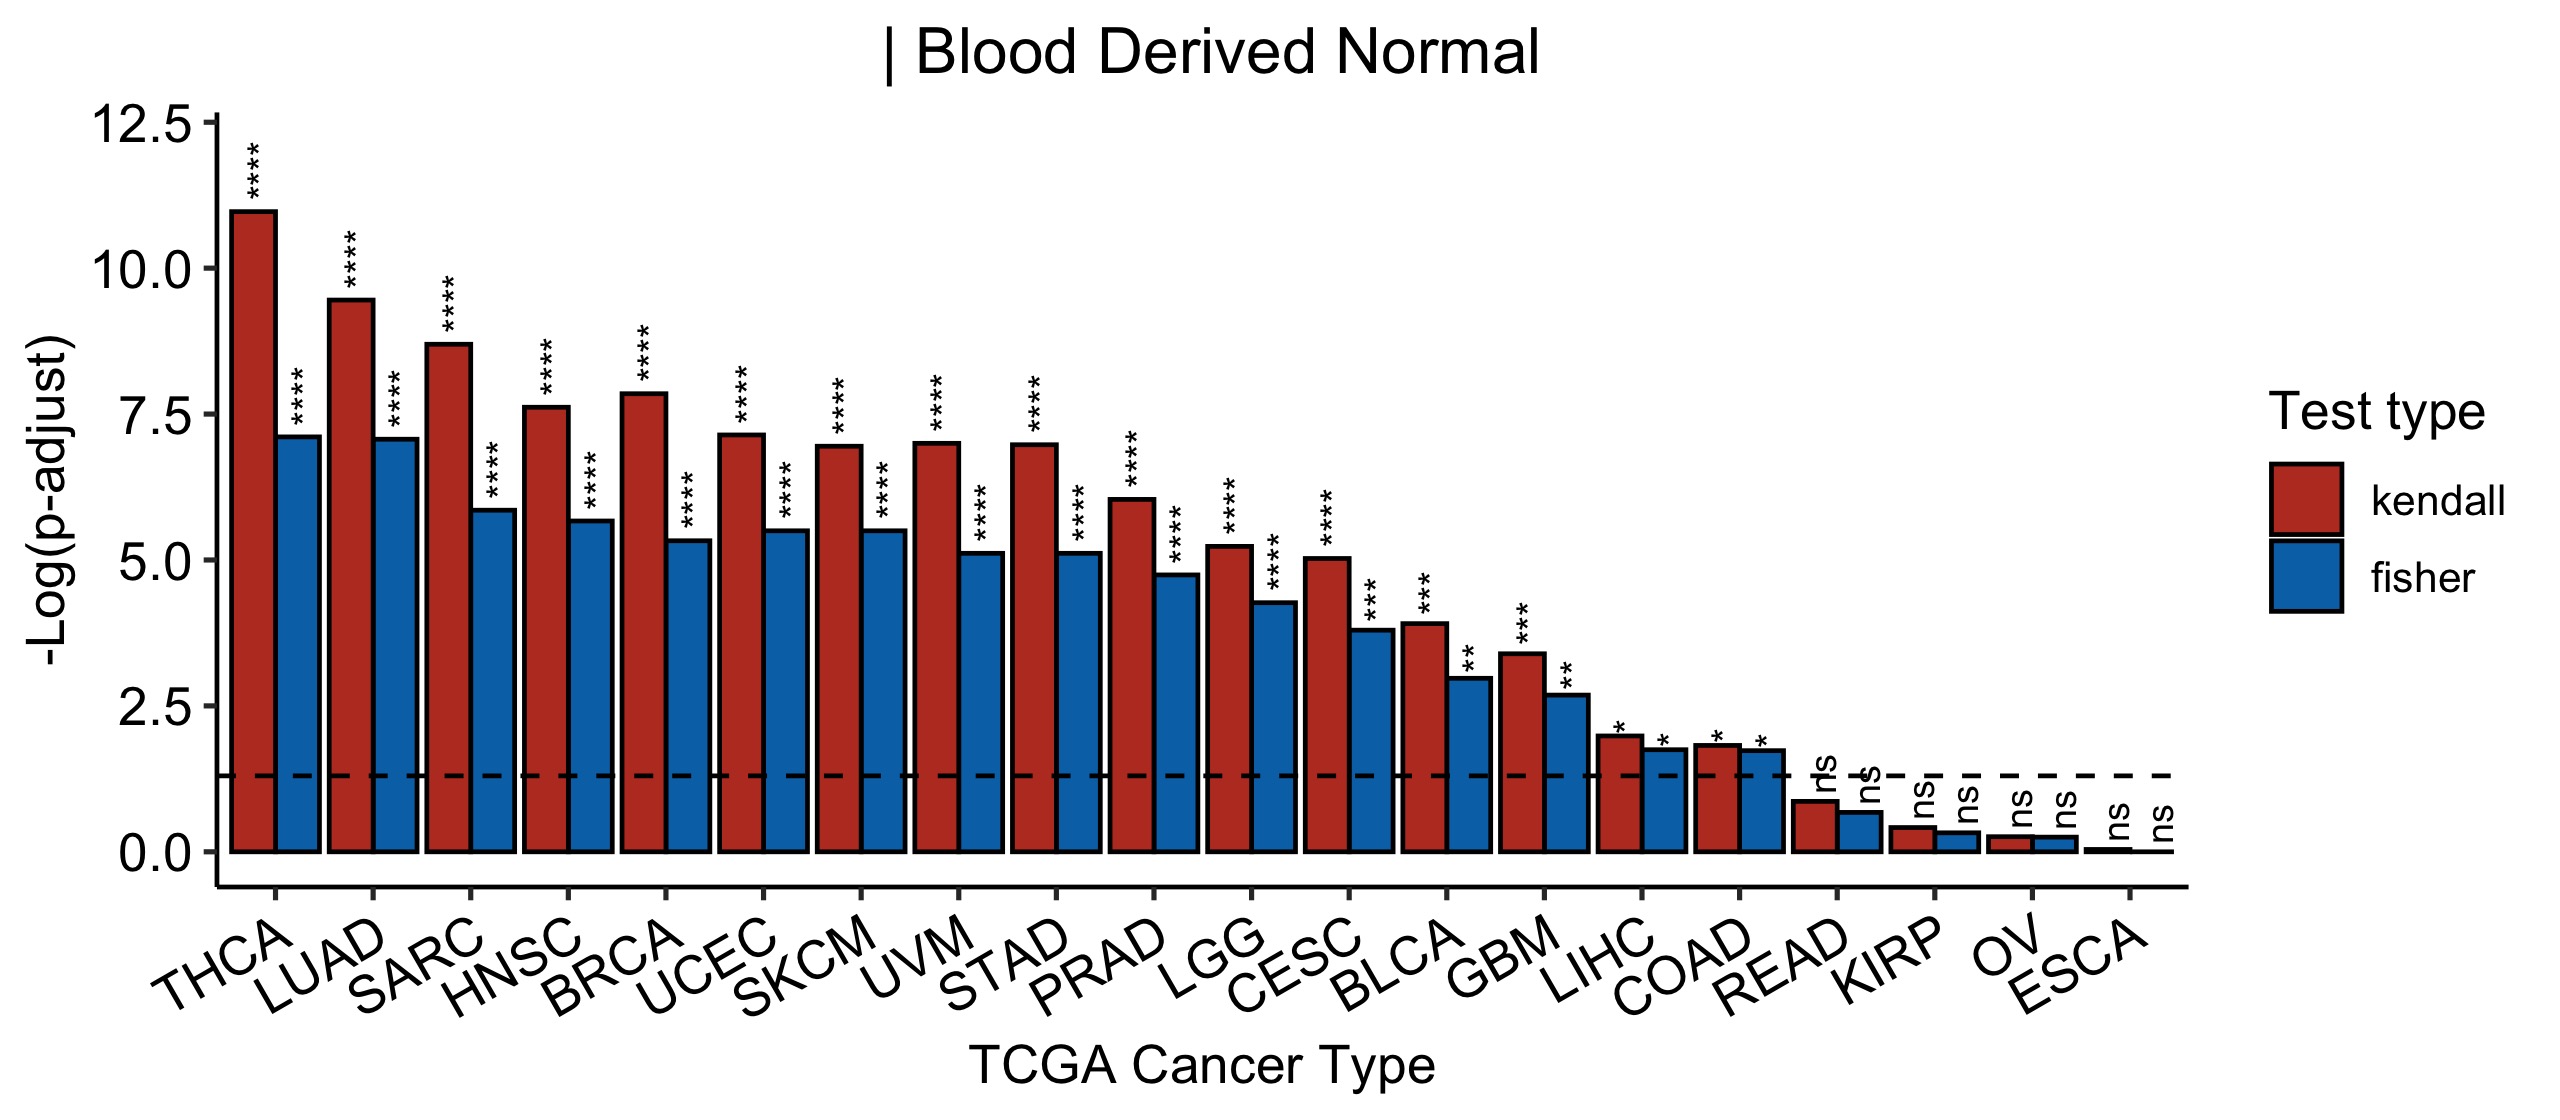 | Blood Derived Normal
-Log(p-adjust)
12.5
10.0
7.5
5.0
2.5
0.0
**** **** **** **** **** **** **** **** **** **** **** **** **** **** **** **** **** **** **** **** **** **** **** *** *** ** *** ** * * * * ns ns ns ns ns ns ns ns
THCA LUAD SARC HNSC BRCA UCEC SKCM UVM STAD PRAD LGG CESC BLCA GBM LIHC COAD READ KIRP OV ESCA
TCGA Cancer Type
Test type
kendall
fisher